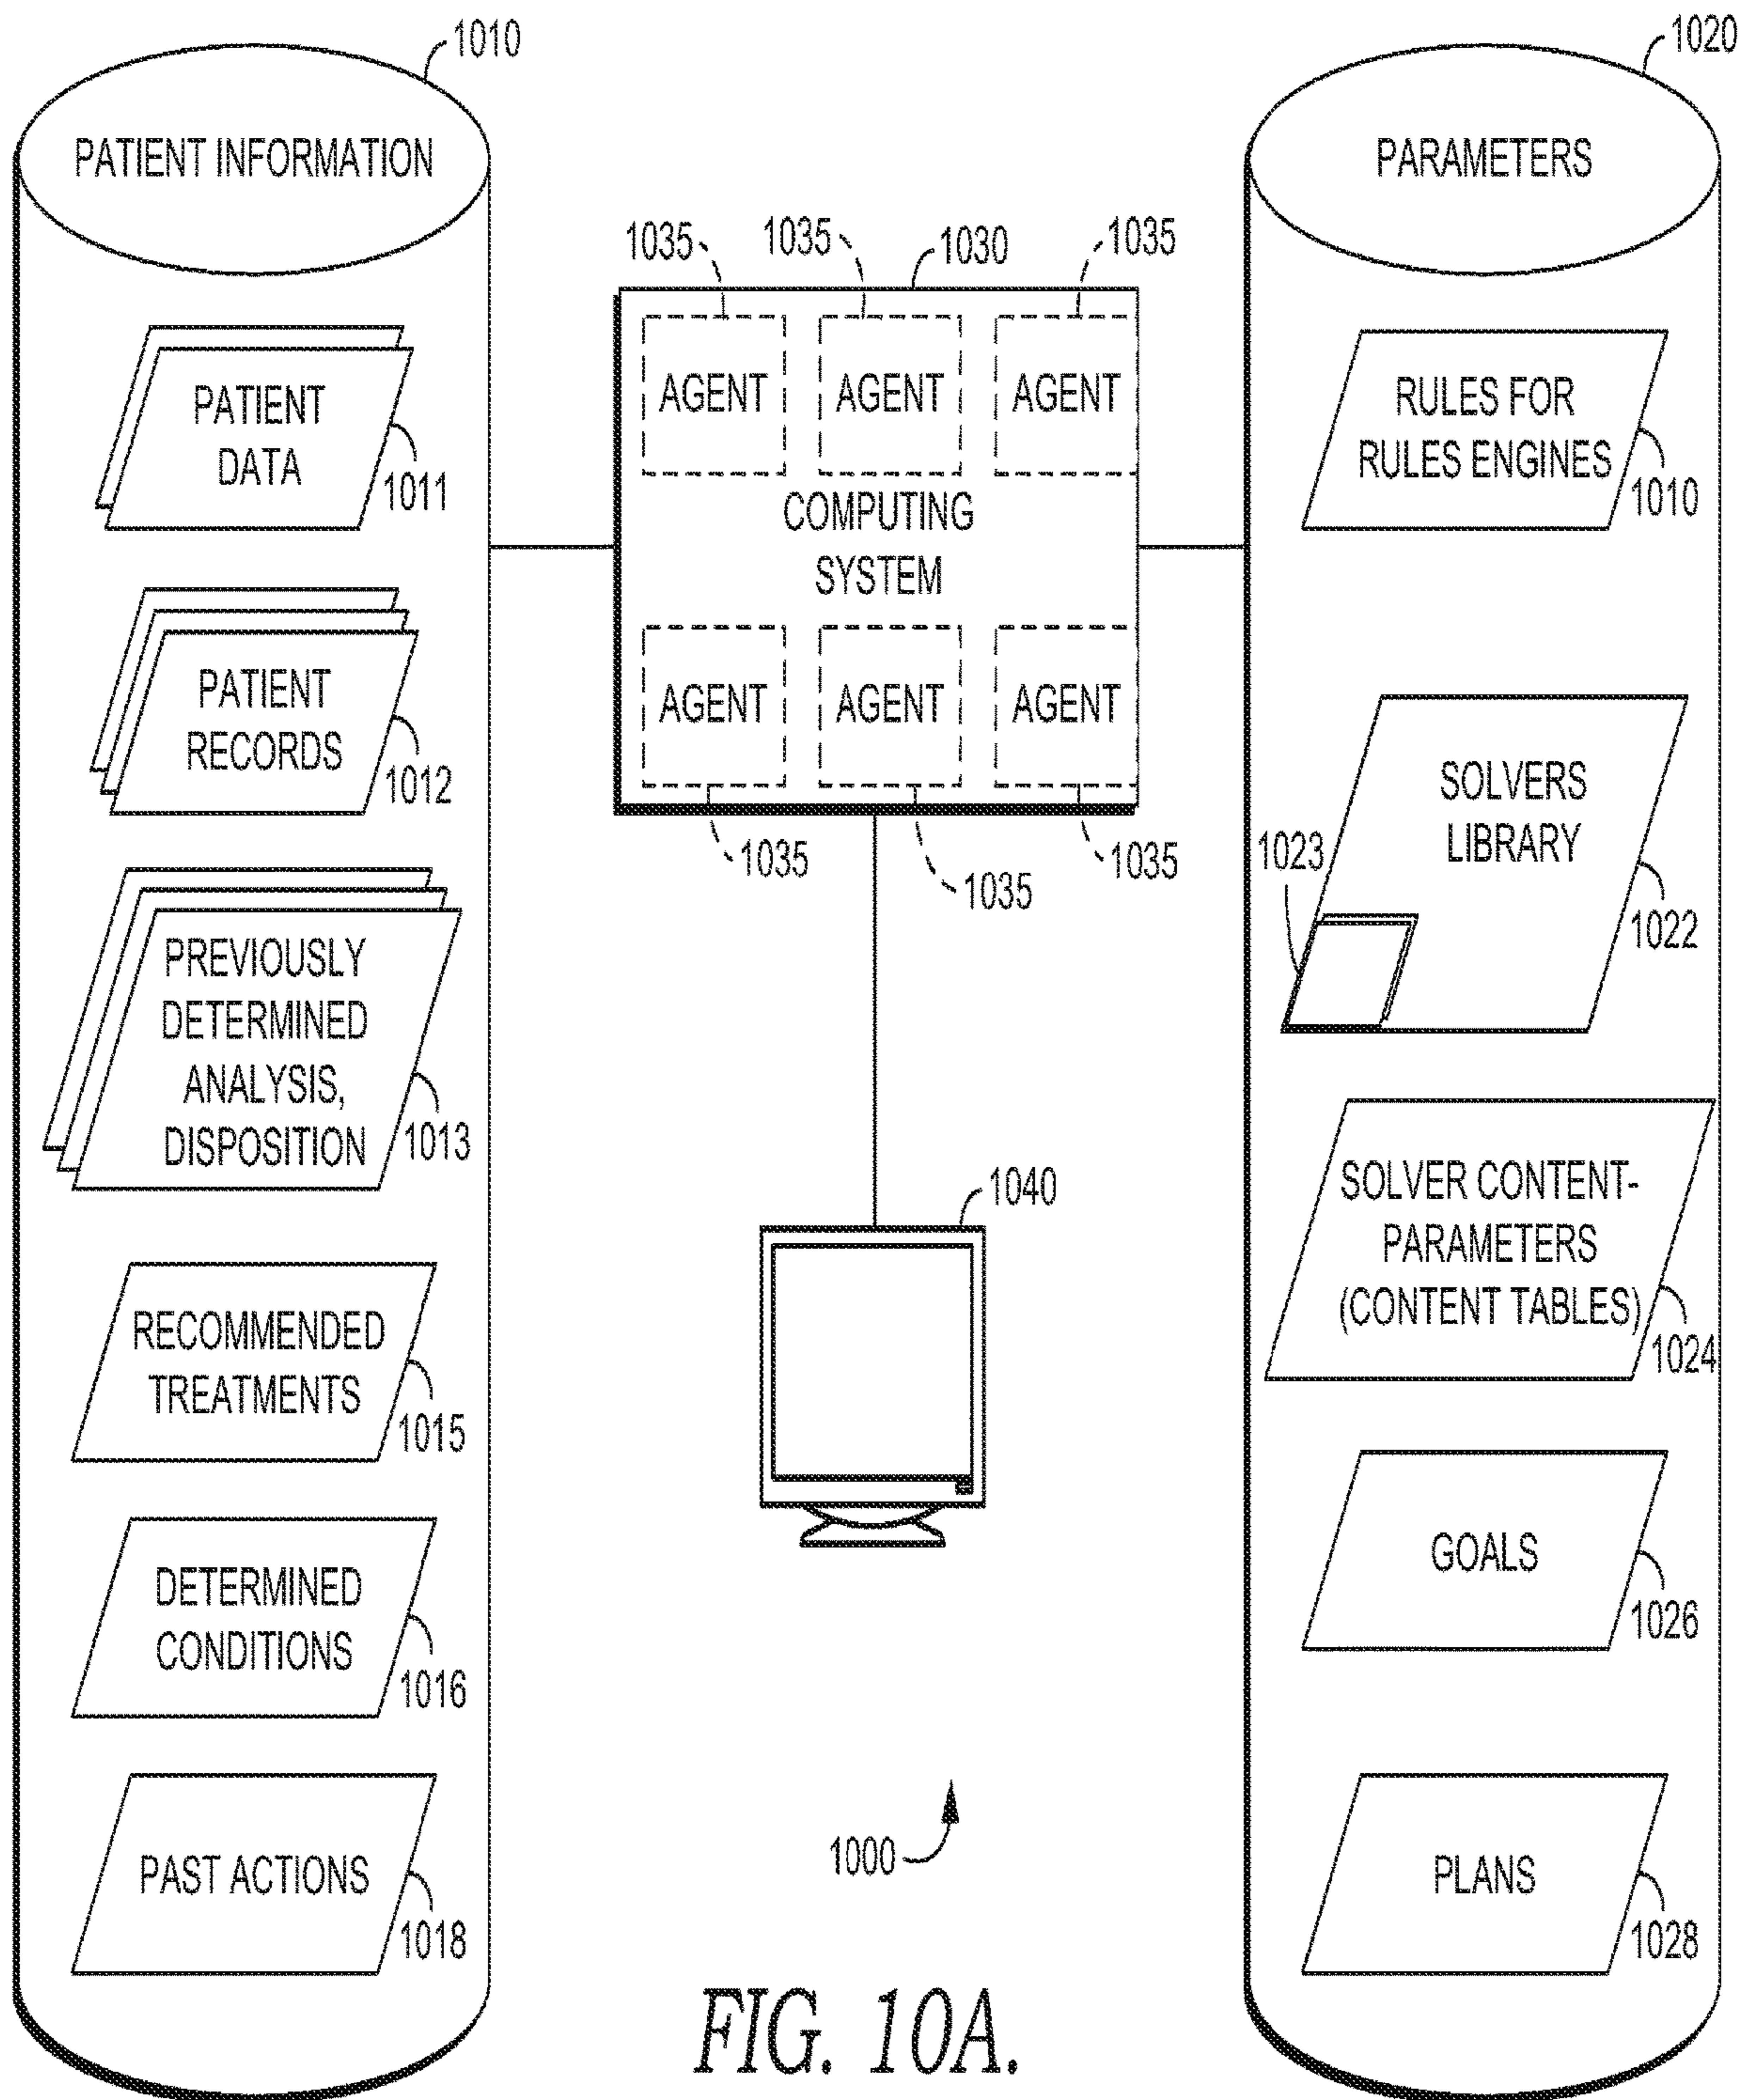 1010
PATIENT INFORMATION
PATIENT
DATA
1011
PATIENT
RECORDS
1012
PREVIOUSLY
DETERMINED
ANALYSIS,
DISPOSITION
1013
RECOMMENDED
TREATMENTS
1015
DETERMINED
CONDITIONS
1016
PAST ACTIONS
1018
1035
1035
1030
1035
AGENT
AGENT
AGENT
COMPUTING
SYSTEM
AGENT
AGENT
AGENT
1035
1035
1035
1040
1000
1020
PARAMETERS
RULES FOR
RULES ENGINES
1010
SOLVERS
LIBRARY
1023
1022
SOLVER CONTENT-
PARAMETERS
(CONTENT TABLES)
1024
GOALS
1026
PLANS
1028
FIG. 10A.